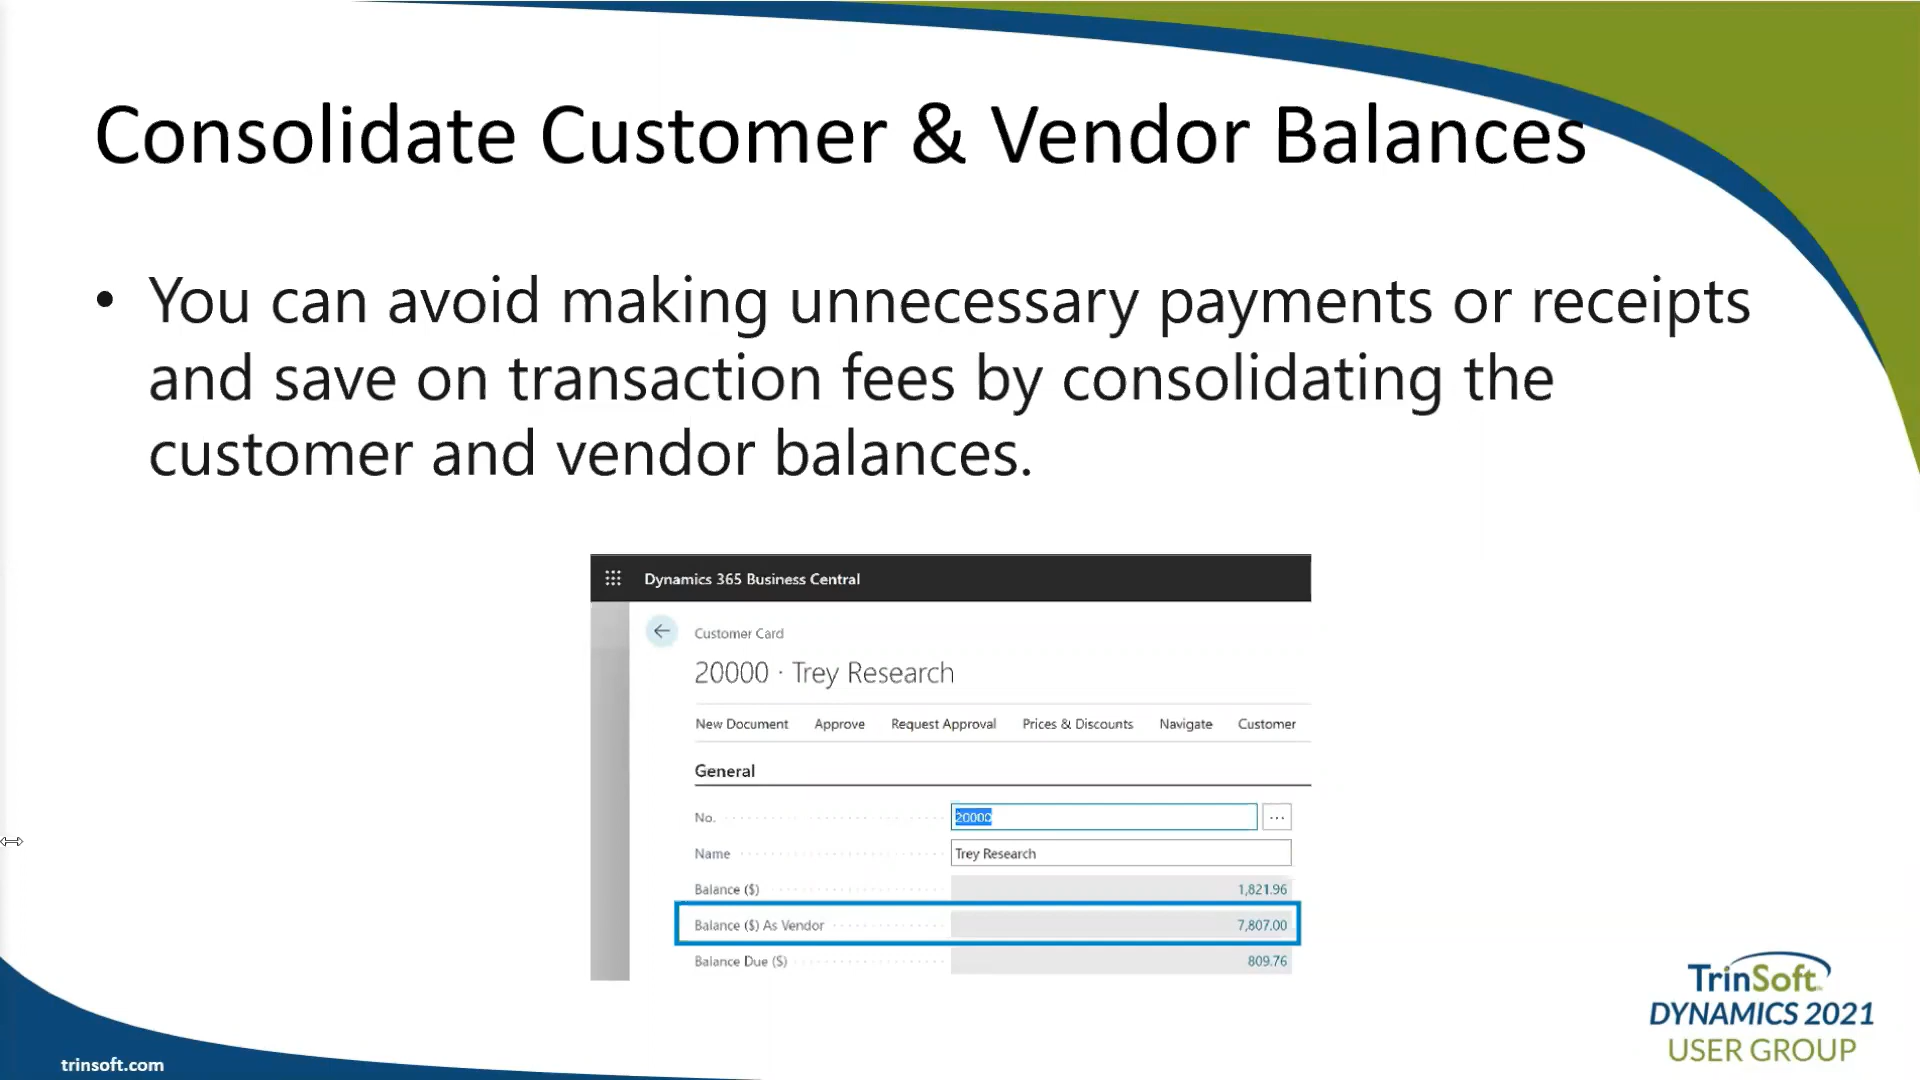 Consolidate Customer & Vendor Balances
• You can avoid making unnecessary payments or receipts
and save on transaction fees by consolidating the
customer and vendor balances.
Dynamics 365 Business Central
Customer Card
20000 · Trey Research
New Document Approve Request Approval Prices & Discounts Navigate Customer
General
No. 20000 ...
Name Trey Research
Balance ($) 1,821.96
Balance ($) As Vendor 7,807.00
Balance Due ($) 809.76
TrinSoft
DYNAMICS 2021
USER GROUP
trinsoft.com